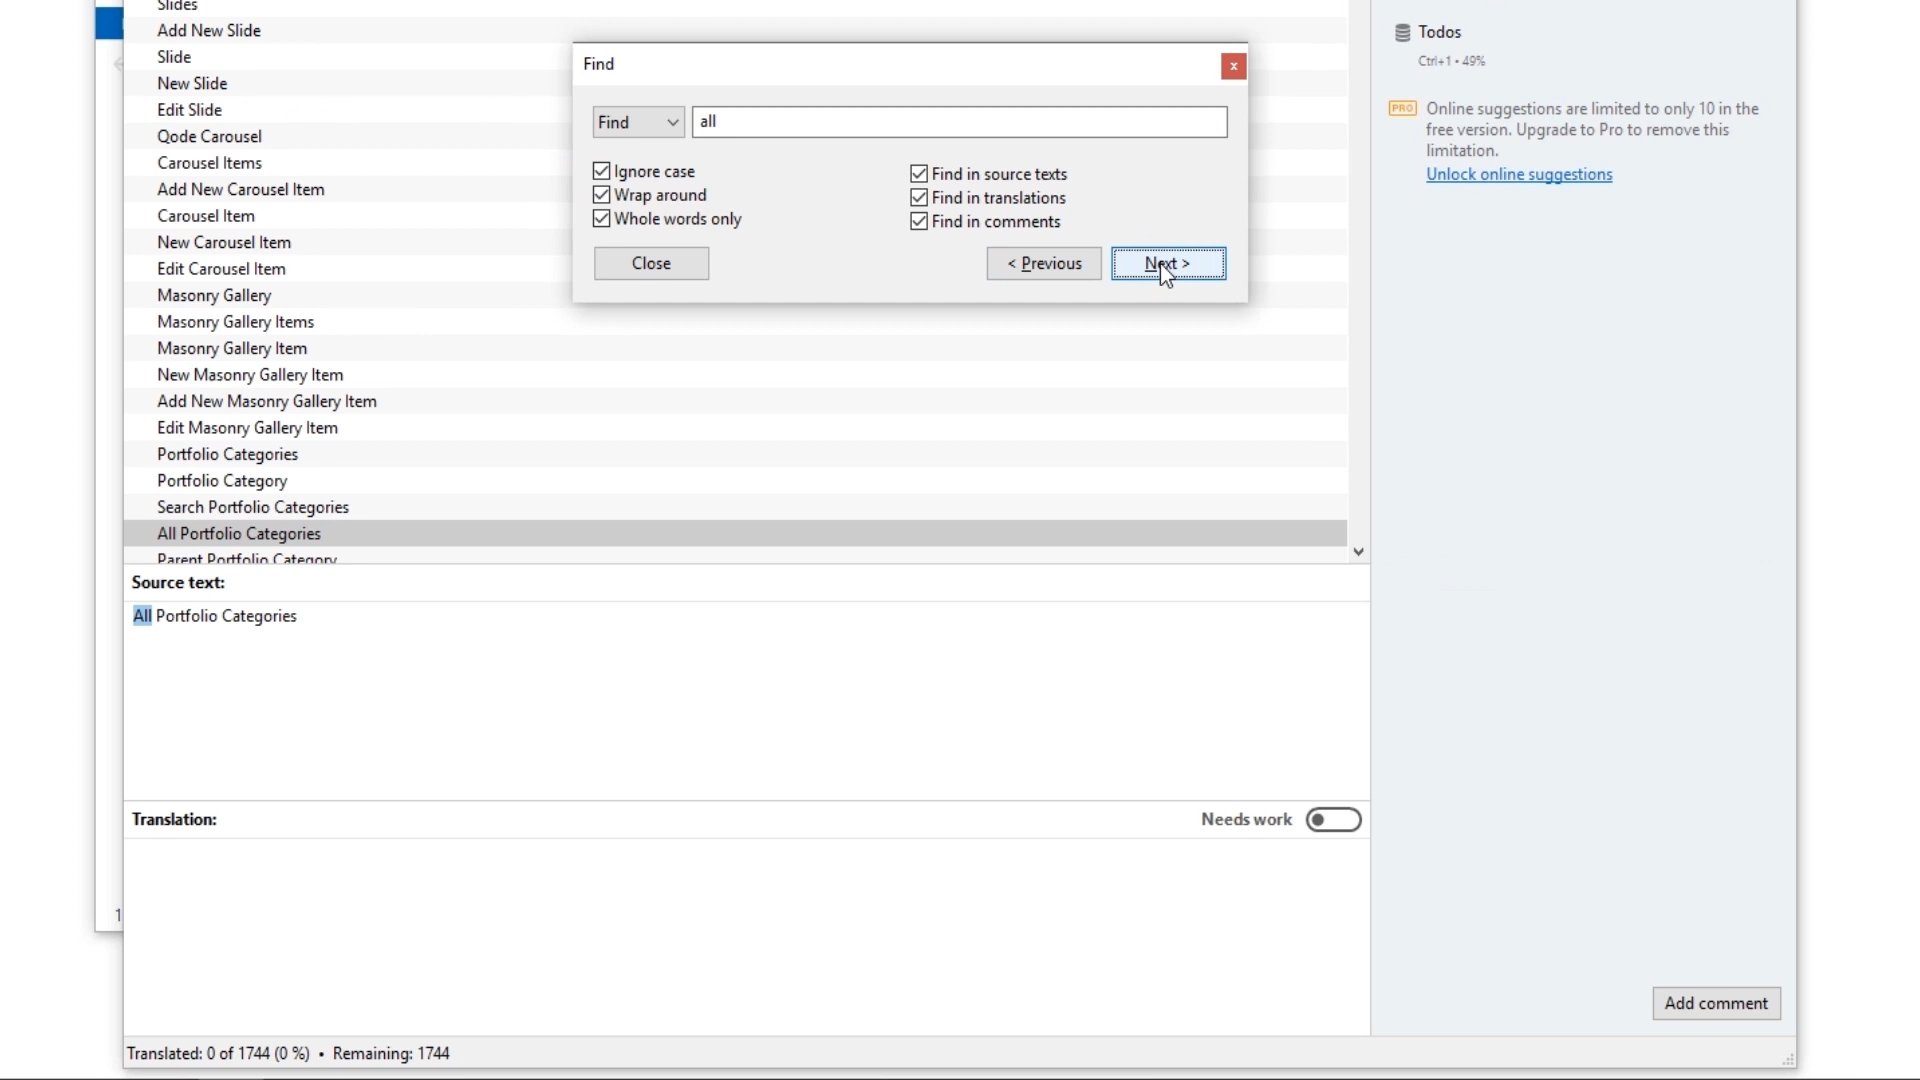 Slides
Add New Slide
Slide
New Slide
Edit Slide
Qode Carousel
Carousel Items
Add New Carousel Item
Carousel Item
New Carousel Item
Edit Carousel Item
Masonry Gallery
Masonry Gallery Items
Masonry Gallery Item
New Masonry Gallery Item
Add New Masonry Gallery Item
Edit Masonry Gallery Item
Portfolio Categories
Portfolio Category
Search Portfolio Categories
All Portfolio Categories
Parent Portfolio Category
Find
x
Find
all
Ignore case
Wrap around
Whole words only
Find in source texts
Find in translations
Find in comments
Close
< Previous
Next >
Source text:
All Portfolio Categories
Translation:
Needs work
Todos
Ctrl+1 • 49%
PRO
Online suggestions are limited to only 10 in the
free version. Upgrade to Pro to remove this
limitation.
Unlock online suggestions
Add comment
1
Translated: 0 of 1744 (0 %) • Remaining: 1744